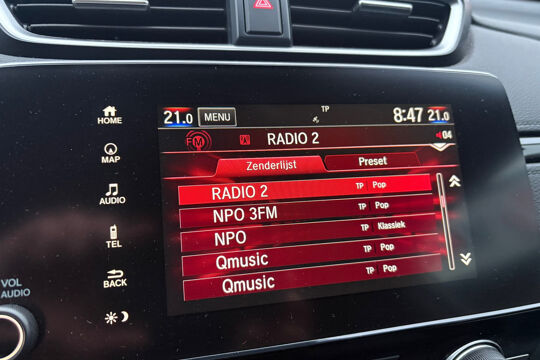 21.0 MENU TP 8:47 21.0
FM RADIO 2 04
Zenderlijst Preset
RADIO 2 TP Pop
NPO 3FM TP Pop
NPO TP Klassiek
Qmusic TP Pop
Qmusic TP Pop
HOME
MAP
AUDIO
TEL
BACK
VOL
AUDIO